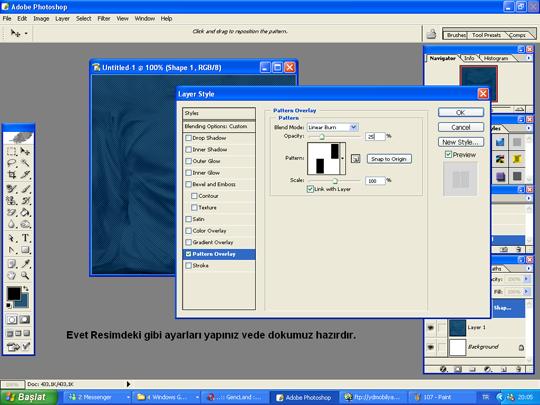 Adobe Photoshop
File Edit Image Layer Select Filter View Window Help
Click and drag to reposition the pattern.
Brushes Tool Presets Comps
Untitled-1 @ 100% (Shape 1, RGB/8)
Navigator Info Histogram
Layer Style
Styles
Blending Options: Custom
Drop Shadow
Inner Shadow
Outer Glow
Inner Glow
Bevel and Emboss
Contour
Texture
Satin
Color Overlay
Gradient Overlay
Pattern Overlay
Stroke
Pattern Overlay
Pattern
Blend Mode: Linear Burn
Opacity: 25 %
Pattern: Snap to Origin
Scale: 100 %
Link with Layer
OK
Cancel
New Style...
Preview
Shap...
Layer 1
Background
Evet Resimdeki gibi ayarları yapınız vede dokumuz hazırdır.
100% Doc: 433,1K/433,1K
Başlat 2 Messenger 4 Windows G... ..:: GencLand :... Adobe Photoshop ftp://ydmobilya... 107 - Paint TR 20:05